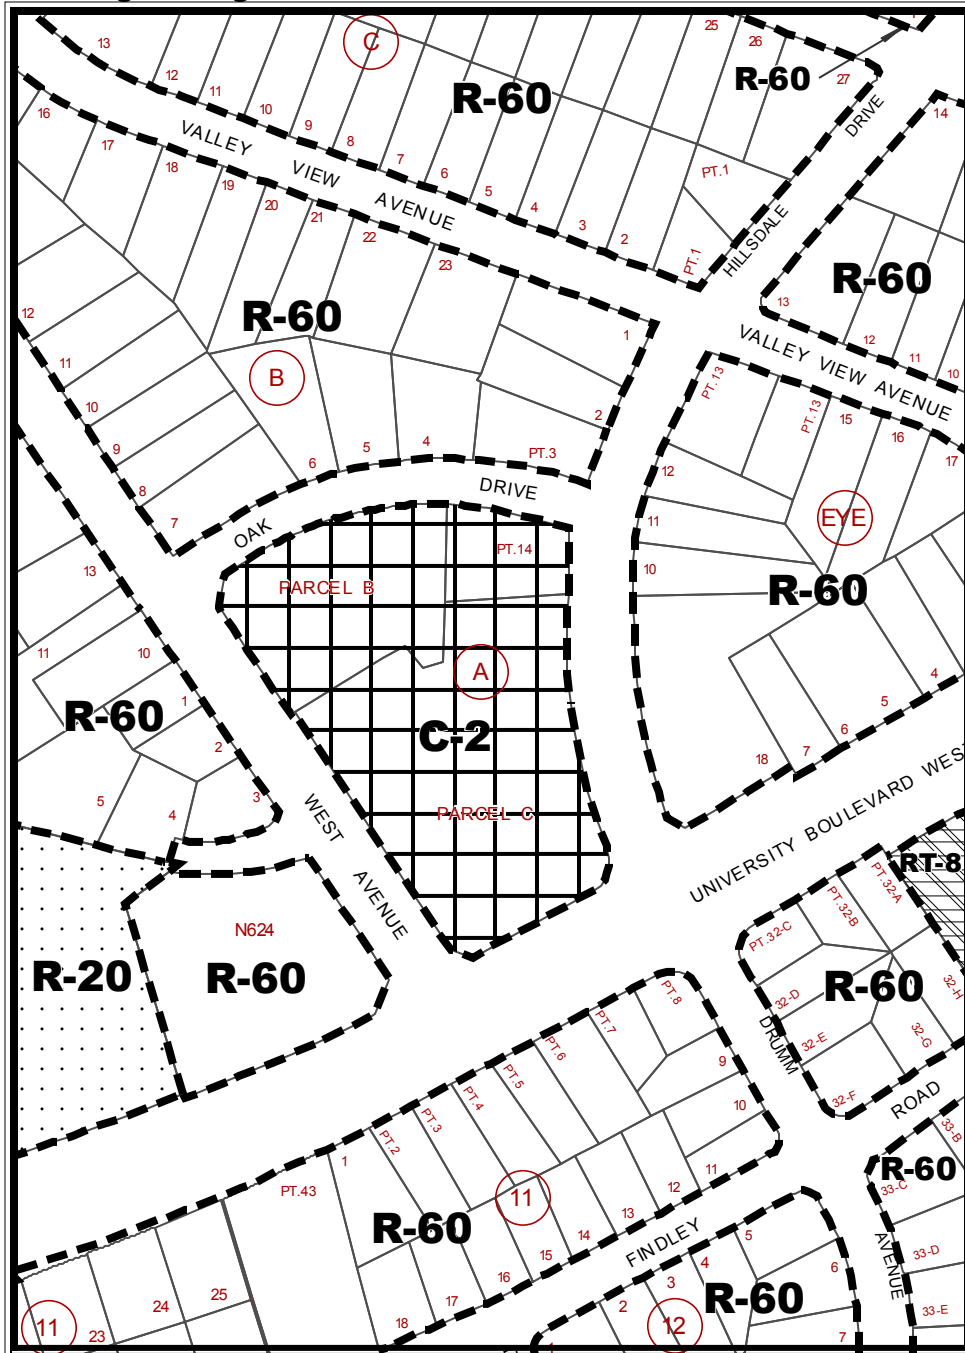 13
12
11
10
9
8
7
6
5
4
3
2
PT.1
PT.1
C
R-60
25
26
27
R-60
DRIVE
HILLSDALE
14
13
12
11
10
R-60
VALLEY VIEW AVENUE
16
17
18
19
20
21
22
23
1
2
PT.3
4
5
6
7
8
9
10
11
12
R-60
B
VALLEY VIEW AVENUE
PT.13
PT.13
15
16
17
12
11
10
EYE
R-60
18
7
6
5
4
OAK DRIVE
PT.14
PARCEL B
A
C-2
PARCEL C
13
11
10
1
2
3
4
5
R-60
WEST AVENUE
UNIVERSITY BOULEVARD WEST
RT-8
R-20
N624
R-60
PT.32-A
PT.32-B
PT.32-C
32-D
32-E
32-F
32-G
32-H
R-60
DRUMM AVENUE
ROAD
FINDLEY
33-B
33-C
33-D
33-E
R-60
PT.8
PT.7
PT.6
PT.5
PT.4
PT.3
PT.2
1
PT.43
9
10
11
12
13
14
15
16
17
18
11
R-60
25
24
23
11
2
3
4
5
6
7
12
R-60